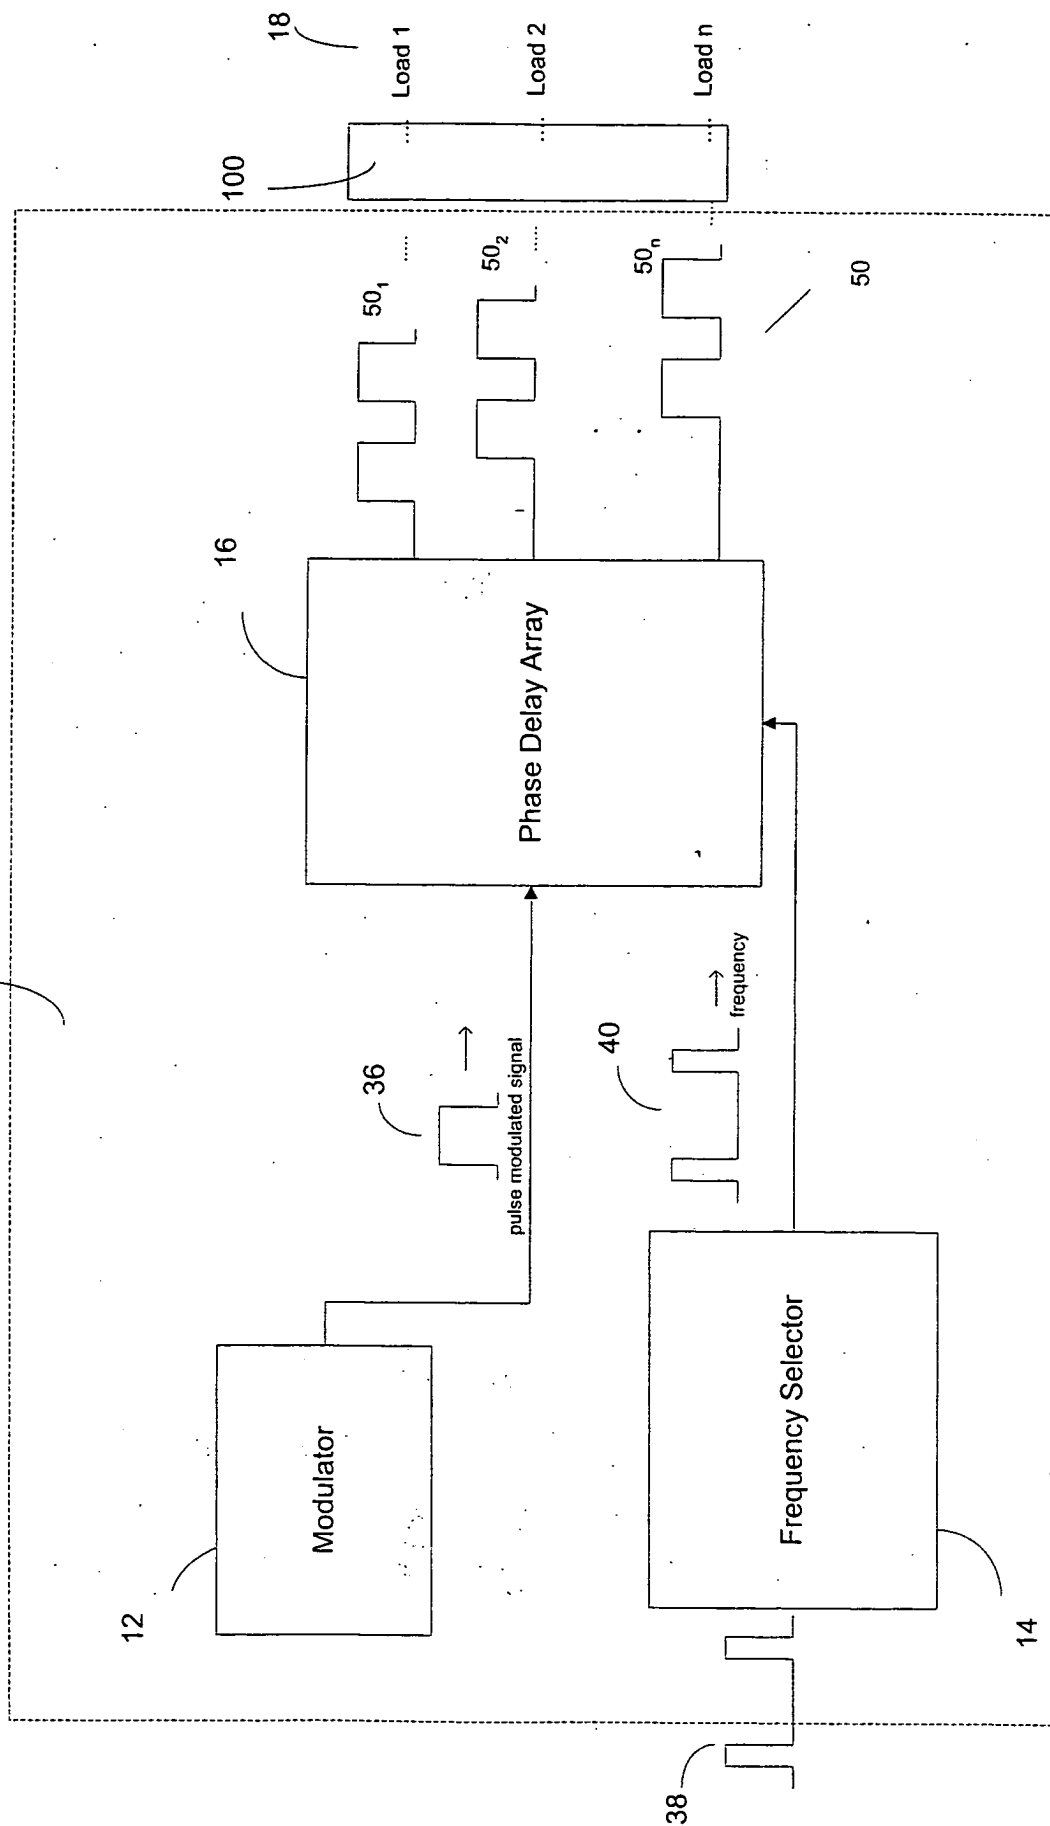 18
Load 1
Load 2
Load n
100
50₁
50₂
50ₙ
50
16
Phase Delay Array
36
pulse modulated signal
40
frequency
12
Modulator
Frequency Selector
14
38